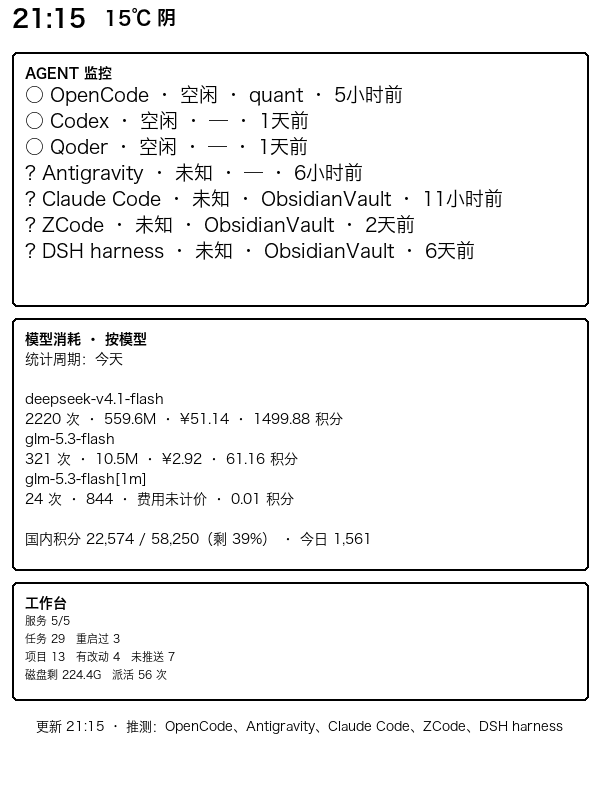 21:15 15℃ 阴
AGENT 监控
○ OpenCode · 空闲 · quant · 5小时前
○ Codex · 空闲 · — · 1天前
○ Qoder · 空闲 · — · 1天前
? Antigravity · 未知 · — · 6小时前
? Claude Code · 未知 · ObsidianVault · 11小时前
? ZCode · 未知 · ObsidianVault · 2天前
? DSH harness · 未知 · ObsidianVault · 6天前
模型消耗 · 按模型
统计周期：今天
deepseek-v4.1-flash
2220 次 · 559.6M · ¥51.14 · 1499.88 积分
glm-5.3-flash
321 次 · 10.5M · ¥2.92 · 61.16 积分
glm-5.3-flash[1m]
24 次 · 844 · 费用未计价 · 0.01 积分
国内积分 22,574 / 58,250（剩 39%） · 今日 1,561
工作台
服务 5/5
任务 29 重启过 3
项目 13 有改动 4 未推送 7
磁盘剩 224.4G 派活 56 次
更新 21:15 · 推测：OpenCode、Antigravity、Claude Code、ZCode、DSH harness